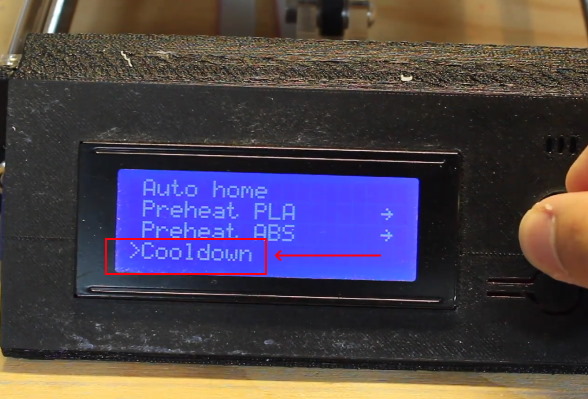 Auto home
Preheat PLA →
Preheat ABS →
>Cooldown